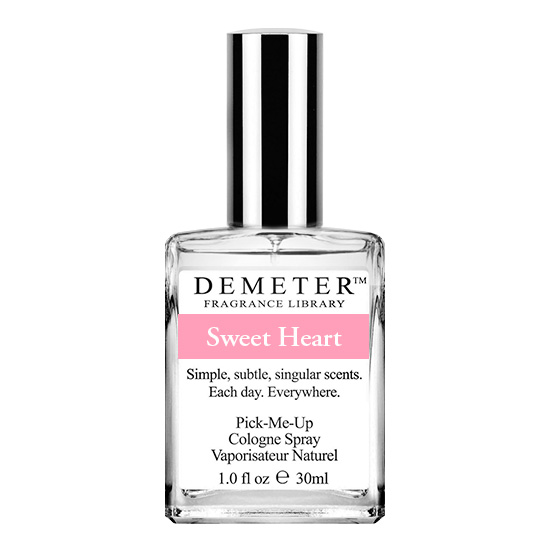 DEMETER™
FRAGRANCE LIBRARY
Sweet Heart
Simple, subtle, singular scents.
Each day. Everywhere.
Pick-Me-Up
Cologne Spray
Vaporisateur Naturel
1.0 fl oz ℮ 30ml